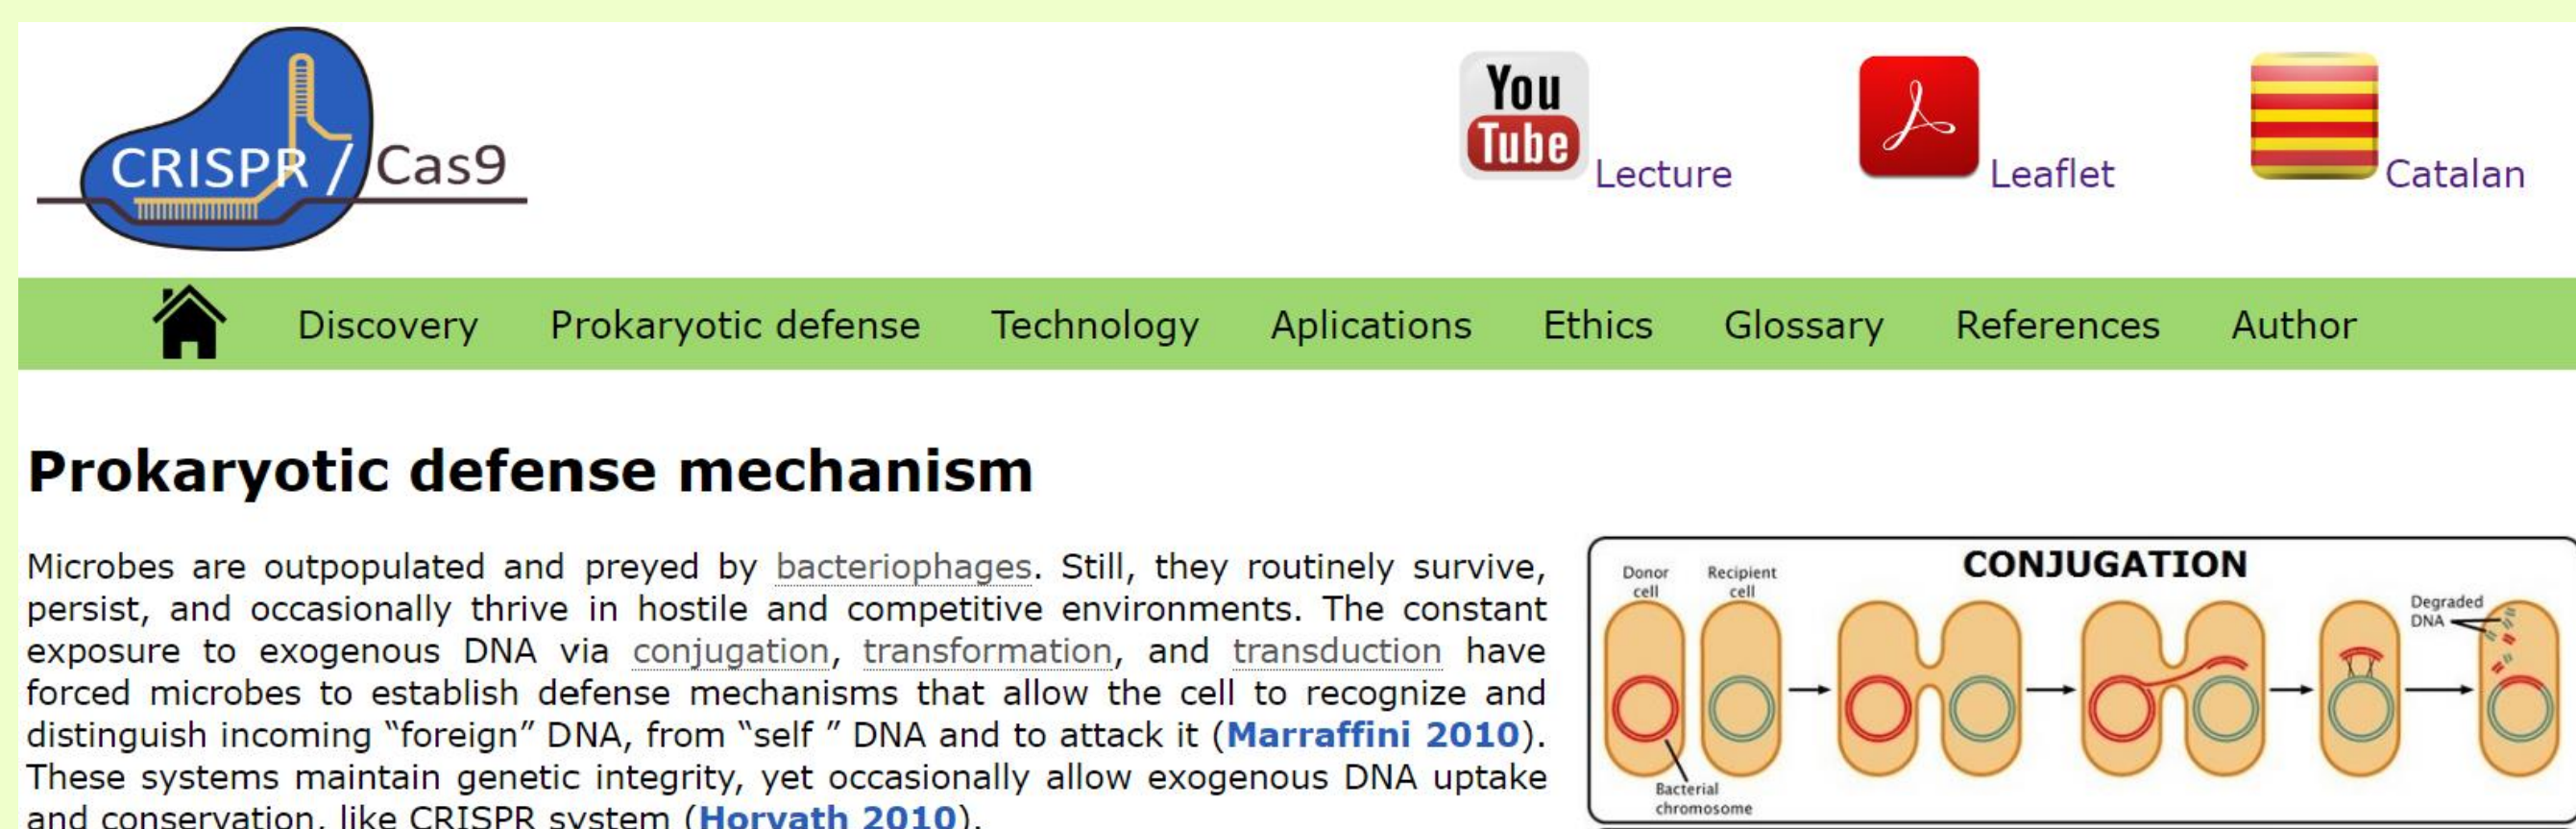 CRISPR / Cas9
You
Tube
Lecture
Leaflet
Catalan
Discovery Prokaryotic defense Technology Aplications Ethics Glossary References Author
Prokaryotic defense mechanism
Microbes are outpopulated and preyed by bacteriophages. Still, they routinely survive,
persist, and occasionally thrive in hostile and competitive environments. The constant
exposure to exogenous DNA via conjugation, transformation, and transduction have
forced microbes to establish defense mechanisms that allow the cell to recognize and
distinguish incoming “foreign” DNA, from “self ” DNA and to attack it (Marraffini 2010).
These systems maintain genetic integrity, yet occasionally allow exogenous DNA uptake
and conservation, like CRISPR system (Horvath 2010).
CONJUGATION
Donor
cell
Recipient
cell
Degraded
DNA
Bacterial
chromosome